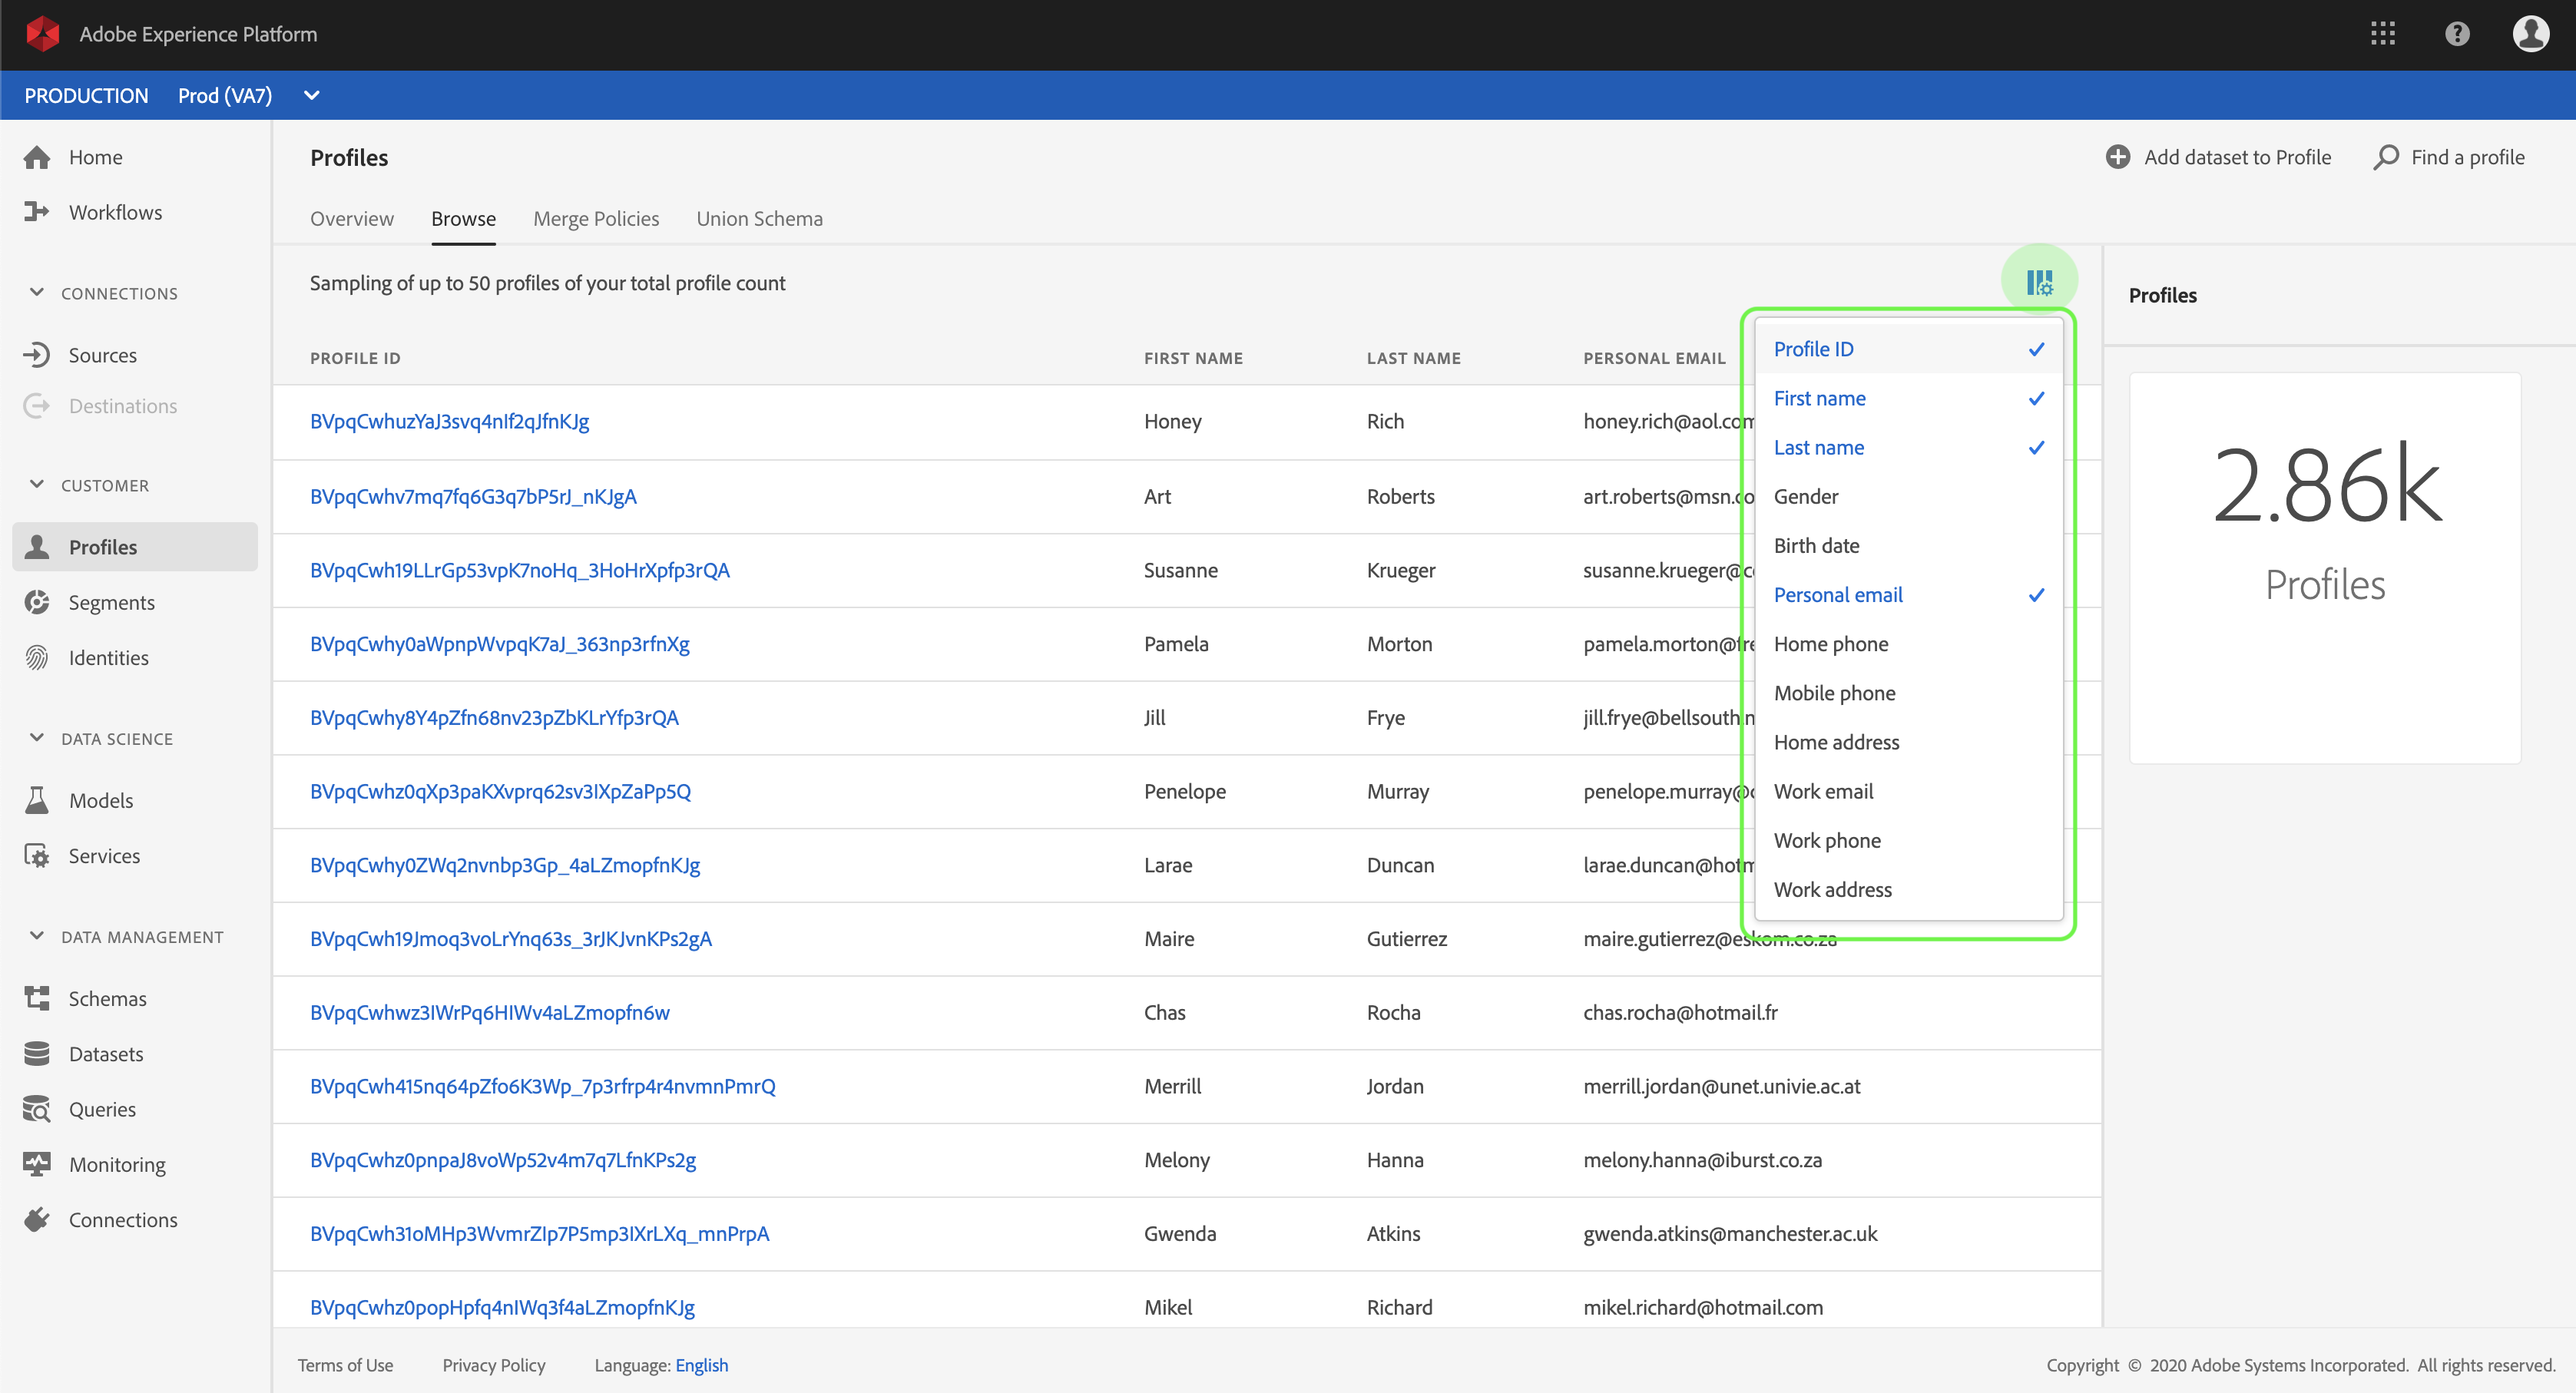 Adobe Experience Platform
PRODUCTION Prod (VA7)
Home
Workflows
CONNECTIONS
Sources
Destinations
CUSTOMER
Profiles
Segments
Identities
DATA SCIENCE
Models
Services
DATA MANAGEMENT
Schemas
Datasets
Queries
Monitoring
Connections
Profiles
Add dataset to Profile Find a profile
Overview Browse Merge Policies Union Schema
Sampling of up to 50 profiles of your total profile count
PROFILE ID FIRST NAME LAST NAME PERSONAL EMAIL
BVpqCwhuzYaJ3svq4nIf2qJfnKJg Honey Rich honey.rich@aol.com
BVpqCwhv7mq7fq6G3q7bP5rJ_nKJgA Art Roberts art.roberts@msn.co
BVpqCwh19LLrGp53vpK7noHq_3HoHrXpfp3rQA Susanne Krueger susanne.krueger@c
BVpqCwhy0aWpnpWvpqK7aJ_363np3rfnXg Pamela Morton pamela.morton@fre
BVpqCwhy8Y4pZfn68nv23pZbKLrYfp3rQA Jill Frye jill.frye@bellsouth.n
BVpqCwhz0qXp3paKXvprq62sv3IXpZaPp5Q Penelope Murray penelope.murray@c
BVpqCwhy0ZWq2nvnbp3Gp_4aLZmopfnKJg Larae Duncan larae.duncan@hotm
BVpqCwh19Jmoq3voLrYnq63s_3rJKJvnKPs2gA Maire Gutierrez maire.gutierrez@eskom.co.za
BVpqCwhwz3IWrPq6HIWv4aLZmopfn6w Chas Rocha chas.rocha@hotmail.fr
BVpqCwh415nq64pZfo6K3Wp_7p3rfrp4r4nvmnPmrQ Merrill Jordan merrill.jordan@unet.univie.ac.at
BVpqCwhz0pnpaJ8voWp52v4m7q7LfnKPs2g Melony Hanna melony.hanna@iburst.co.za
BVpqCwh31oMHp3WvmrZIp7P5mp3IXrLXq_mnPrpA Gwenda Atkins gwenda.atkins@manchester.ac.uk
BVpqCwhz0popHpfq4nIWq3f4aLZmopfnKJg Mikel Richard mikel.richard@hotmail.com
Profile ID
First name
Last name
Gender
Birth date
Personal email
Home phone
Mobile phone
Home address
Work email
Work phone
Work address
Profiles
2.86k
Profiles
Terms of Use Privacy Policy Language: English
Copyright © 2020 Adobe Systems Incorporated. All rights reserved.